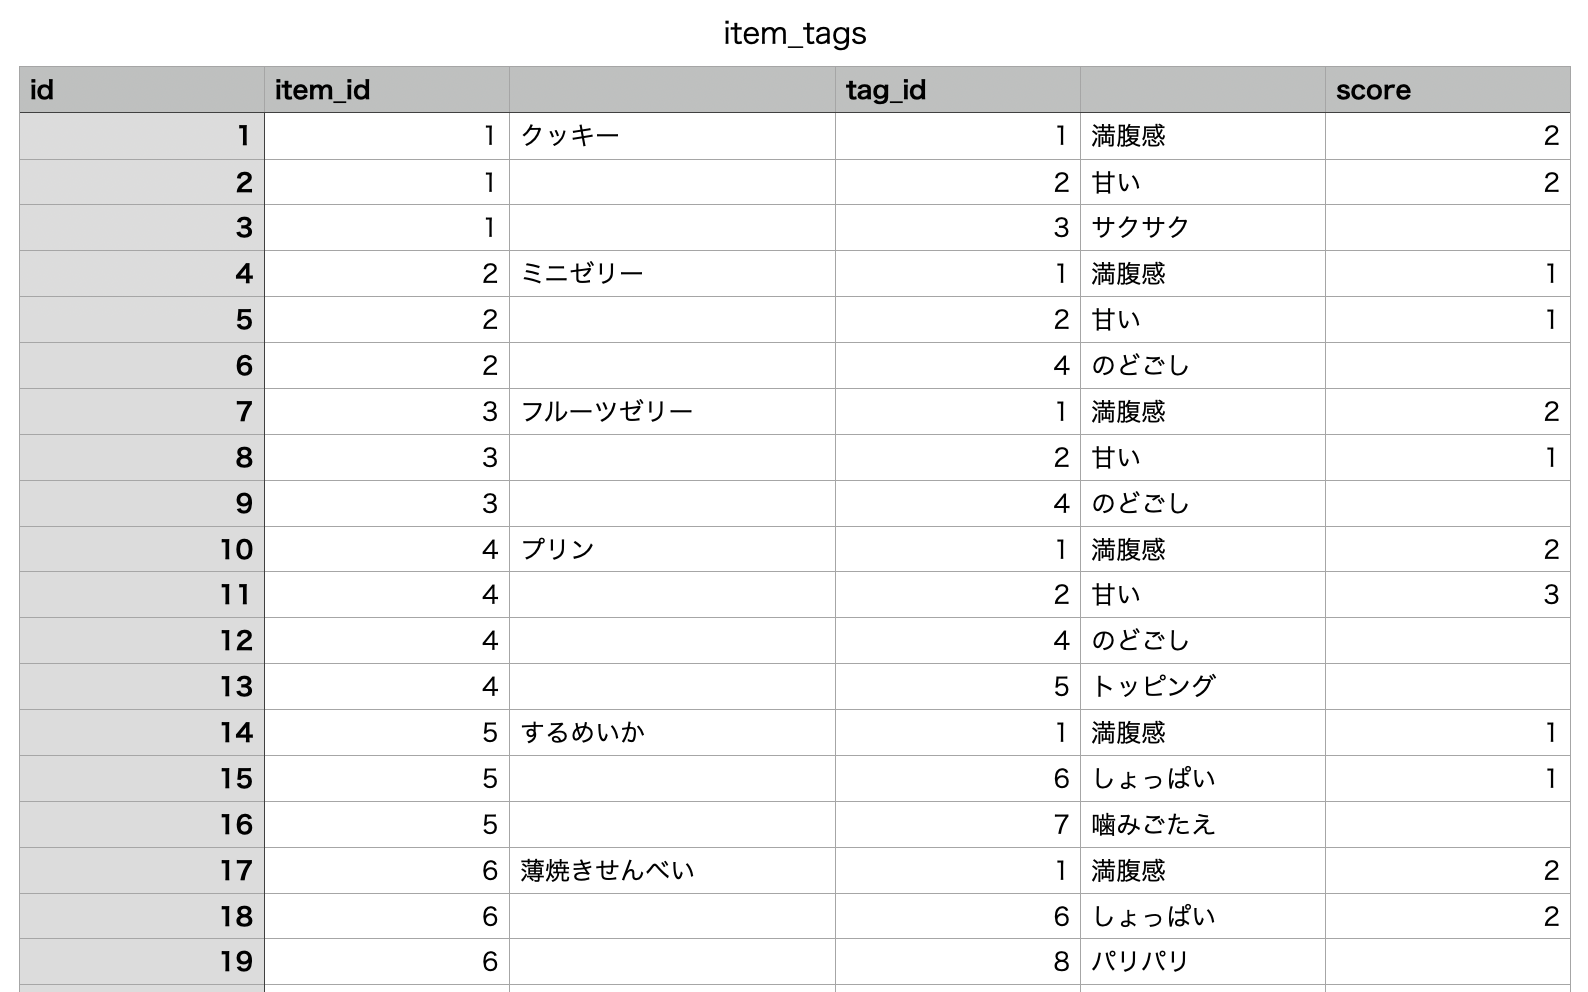 item_tags
id item_id tag_id score
1 1 クッキー 1 満腹感 2
2 1 2 甘い 2
3 1 3 サクサク
4 2 ミニゼリー 1 満腹感 1
5 2 2 甘い 1
6 2 4 のどごし
7 3 フルーツゼリー 1 満腹感 2
8 3 2 甘い 1
9 3 4 のどごし
10 4 プリン 1 満腹感 2
11 4 2 甘い 3
12 4 4 のどごし
13 4 5 トッピング
14 5 するめいか 1 満腹感 1
15 5 6 しょっぱい 1
16 5 7 噛みごたえ
17 6 薄焼きせんべい 1 満腹感 2
18 6 6 しょっぱい 2
19 6 8 パリパリ